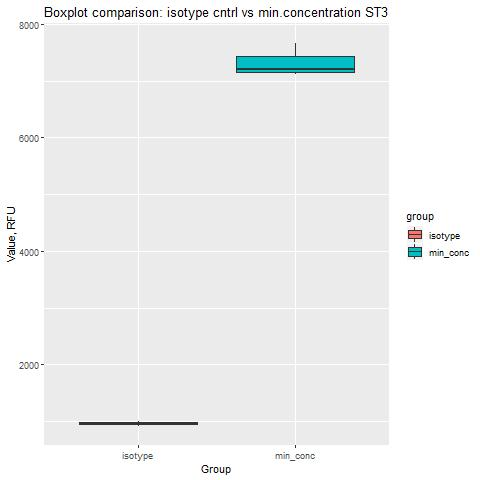 Boxplot comparison: isotype cntrl vs min.concentration ST3
8000
6000
4000
2000
Value, RFU
isotype
min_conc
Group
group
isotype
min_conc